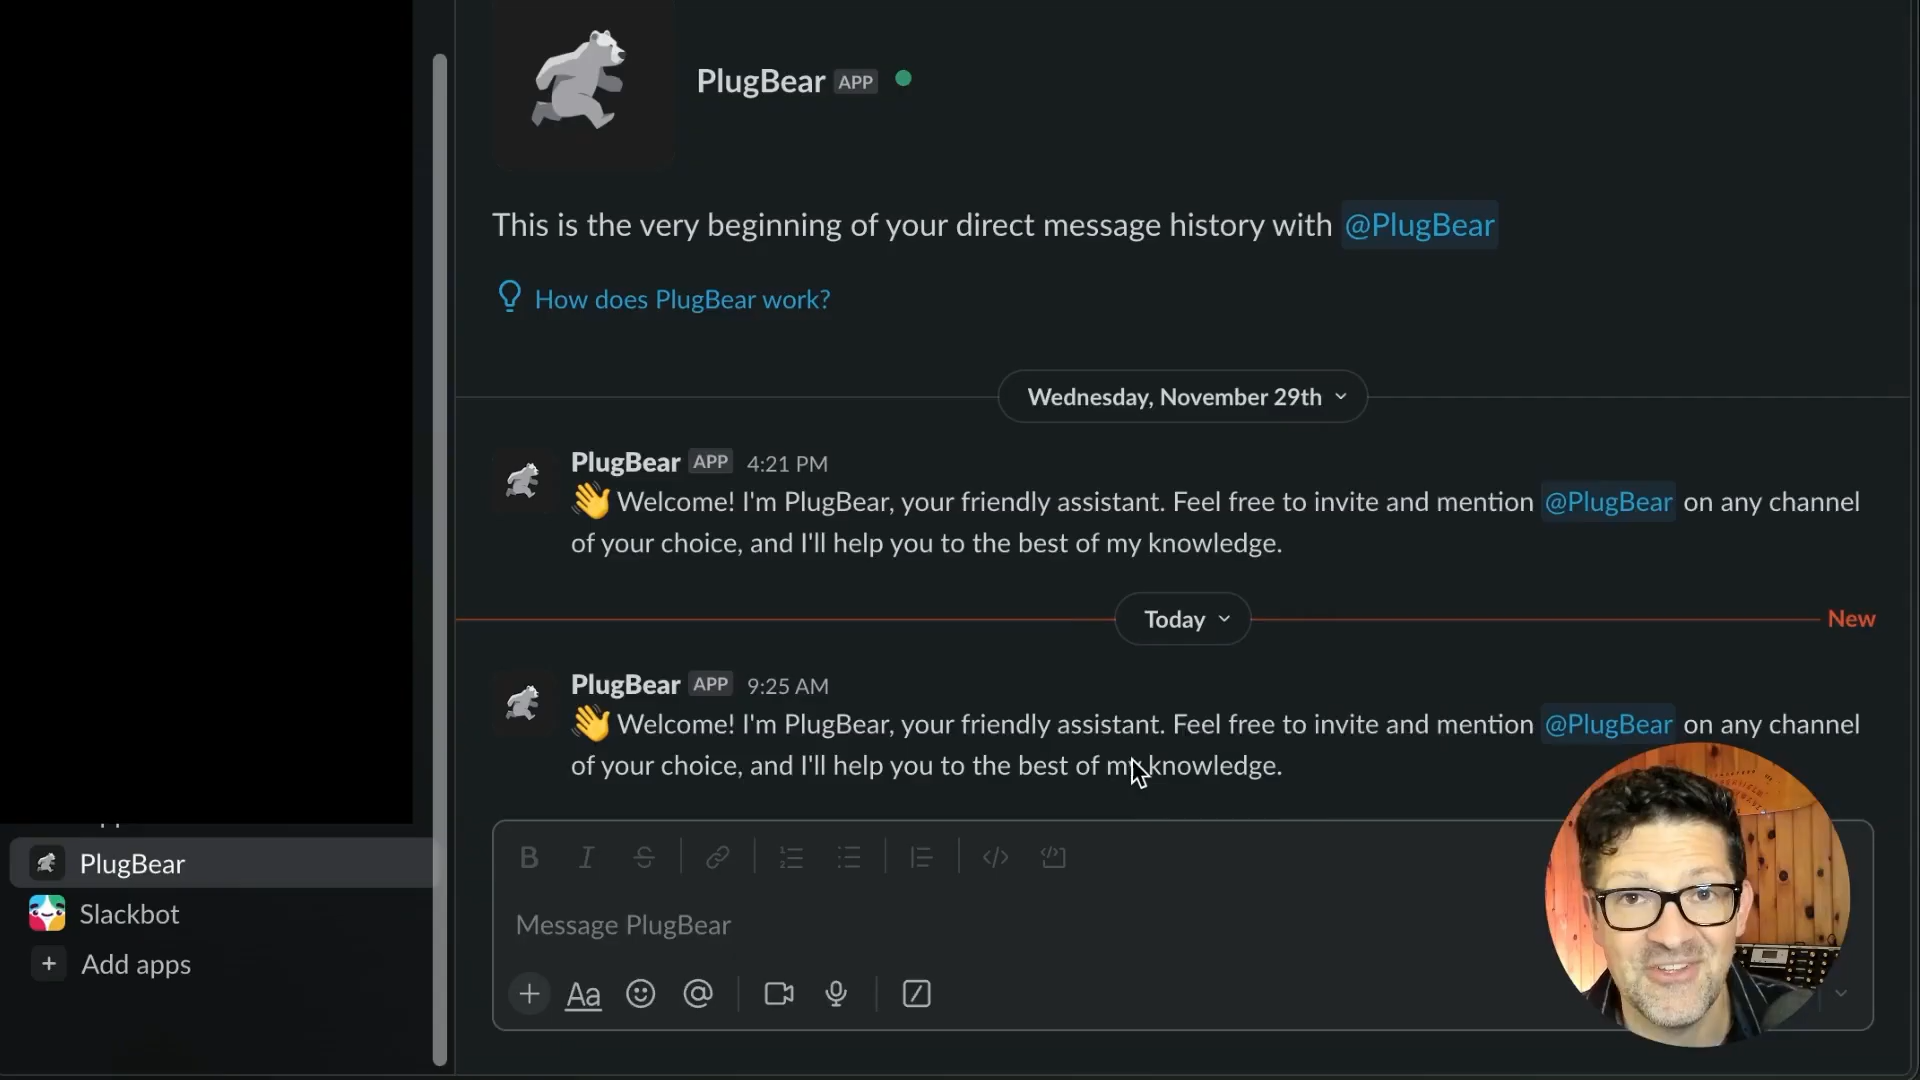 PlugBear APP
This is the very beginning of your direct message history with @PlugBear
How does PlugBear work?
Wednesday, November 29th
PlugBear APP 4:21 PM
👋 Welcome! I'm PlugBear, your friendly assistant. Feel free to invite and mention @PlugBear on any channel
of your choice, and I'll help you to the best of my knowledge.
Today
New
PlugBear APP 9:25 AM
👋 Welcome! I'm PlugBear, your friendly assistant. Feel free to invite and mention @PlugBear on any channel
of your choice, and I'll help you to the best of my knowledge.
PlugBear
Slackbot
+ Add apps
B I S
Message PlugBear
+ Aa @